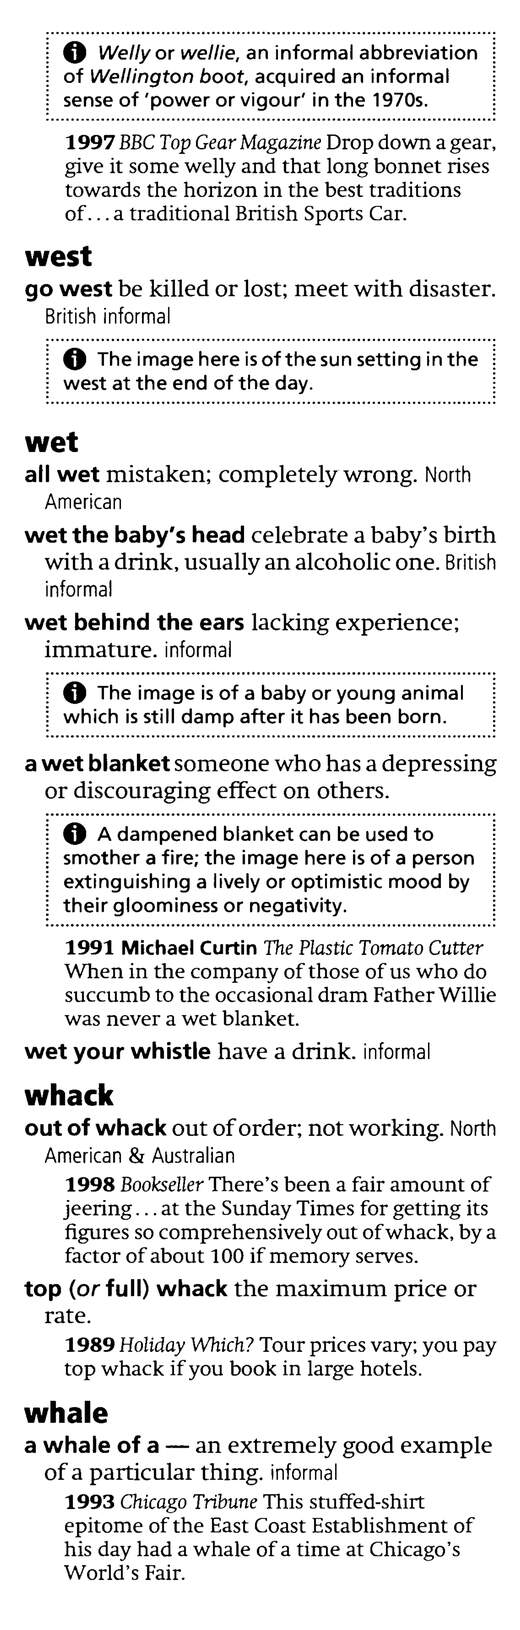 Welly or wellie, an informal abbreviation
of Wellington boot, acquired an informal
sense of ‘power or vigour’ in the 1970s.
1997 BBC Top Gear Magazine Drop down a gear,
give it some welly and that long bonnet rises
towards the horizon in the best traditions
of...a traditional British Sports Car.
west
go west be killed or lost; meet with disaster.
British informal
The image here is of the sun setting in the
west at the end of the day.
wet
all wet mistaken; completely wrong. North
American
wet the baby’s head celebrate a baby’s birth
with a drink, usually an alcoholic one. British
informal
wet behind the ears lacking experience;
immature. informal
The image is of a baby or young animal
which is still damp after it has been born.
a wet blanket someone who has a depressing
or discouraging effect on others.
A dampened blanket can be used to
smother a fire; the image here is of a person
extinguishing a lively or optimistic mood by
their gloominess or negativity.
1991 Michael Curtin The Plastic Tomato Cutter
When in the company of those of us who do
succumb to the occasional dram Father Willie
was never a wet blanket.
wet your whistle have a drink. informal
whack
out of whack out of order; not working. North
American & Australian
1998 Bookseller There’s been a fair amount of
jeering...at the Sunday Times for getting its
figures so comprehensively out of whack, by a
factor of about 100 if memory serves.
top (or full) whack the maximum price or
rate.
1989 Holiday Which? Tour prices vary; you pay
top whack if you book in large hotels.
whale
a whale of a — an extremely good example
of a particular thing. informal
1993 Chicago Tribune This stuffed-shirt
epitome of the East Coast Establishment of
his day had a whale of a time at Chicago’s
World’s Fair.